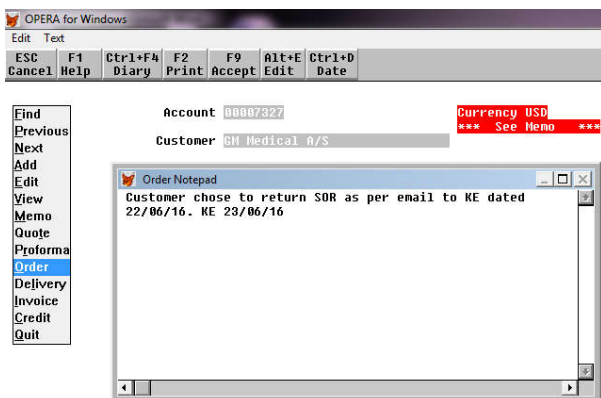 OPERA for Windows
Edit Text
ESC F1 Ctrl+F4 F2 F9 Alt+E Ctrl+D
Cancel Help Diary Print Accept Edit Date
Find
Previous
Next
Add
Edit
View
Memo
Quote
Proforma
Order
Delivery
Invoice
Credit
Quit
Account 00007327
Customer GM Medical A/S
Currency USD
*** See Memo ***
Order Notepad
Customer chose to return SOR as per email to KE dated
22/06/16. KE 23/06/16